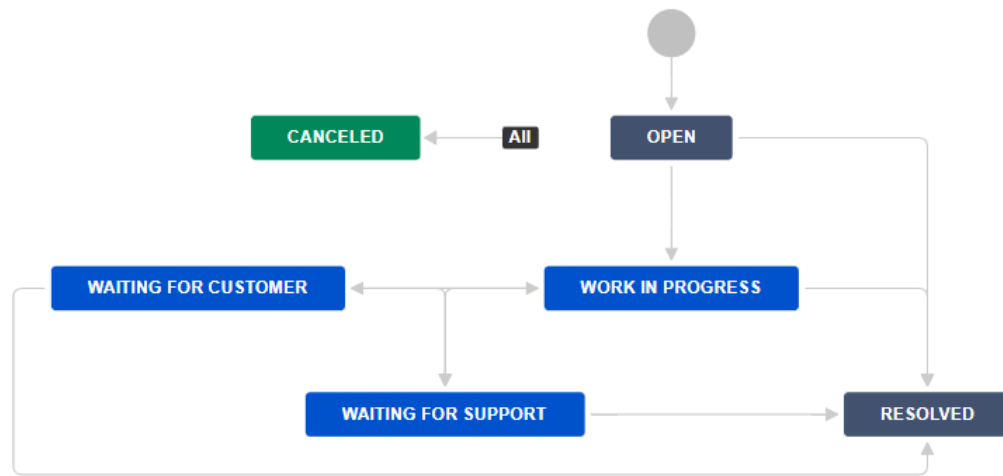 CANCELED
All
OPEN
WAITING FOR CUSTOMER
WORK IN PROGRESS
WAITING FOR SUPPORT
RESOLVED